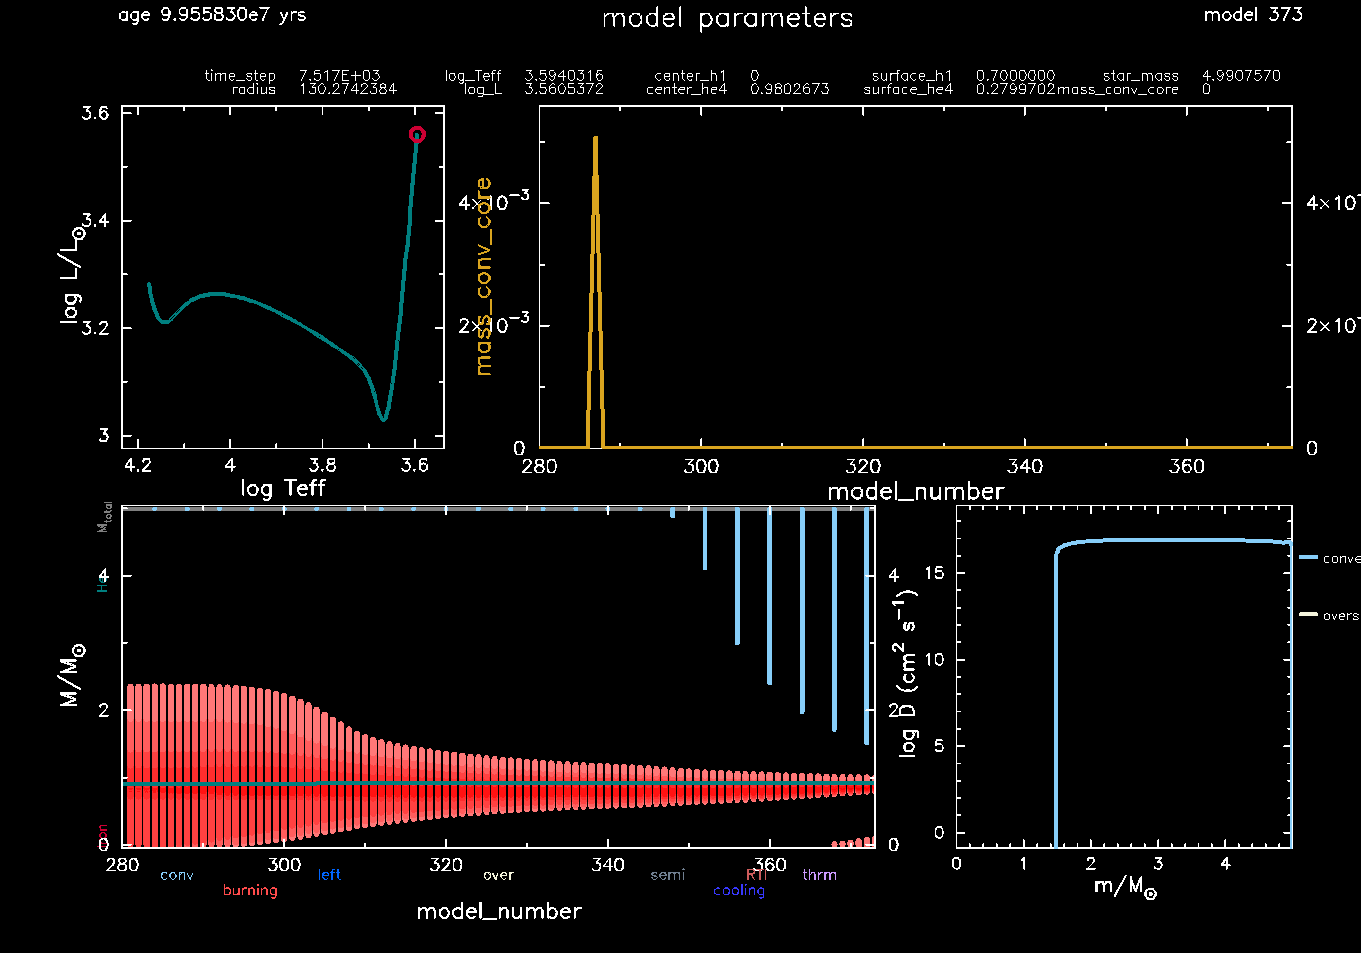 age 9.955830e7 yrs
model parameters
model 373
time_step 7.517E+03 log_Teff 3.5940316 center_h1 0 surface_h1 0.7000000 star_mass 4.9907570
radius 130.2742384 log_L 3.5605372 center_he4 0.9802673 surface_he4 0.2799702 mass_conv_core 0
3.6
3.4
3.2
3
log L/L☉
4.2 4 3.8 3.6
log Teff
mass_conv_core
4×10⁻³
2×10⁻³
0
4×10⁻
2×10⁻
0
280 300 320 340 360
model_number
M/M☉
M_total
He
4
2
0
4
2
0
280 300 320 340 360
conv left over semi RTI thrm
burning cooling
model_number
log D (cm² s⁻¹)
15
10
5
0
0 1 2 3 4
m/M☉
conve
overs